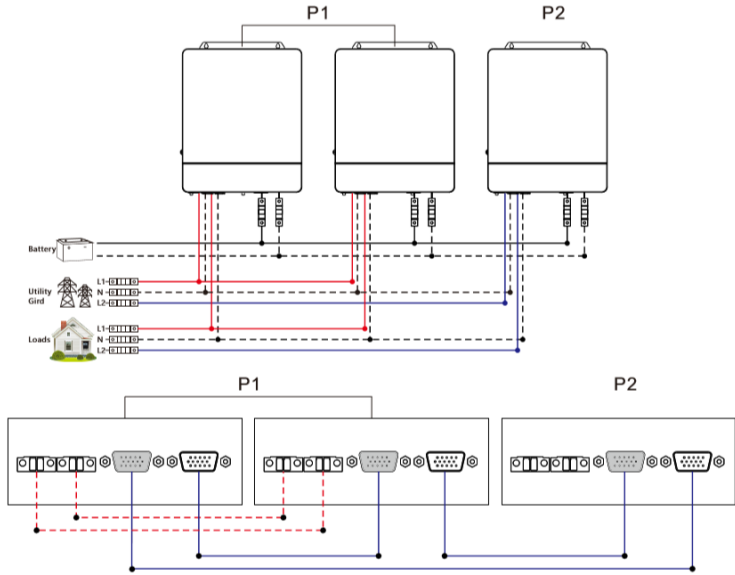 P1 P2
Battery
L1
Utility N
Gird L2
L1
Loads N
L2
P1 P2